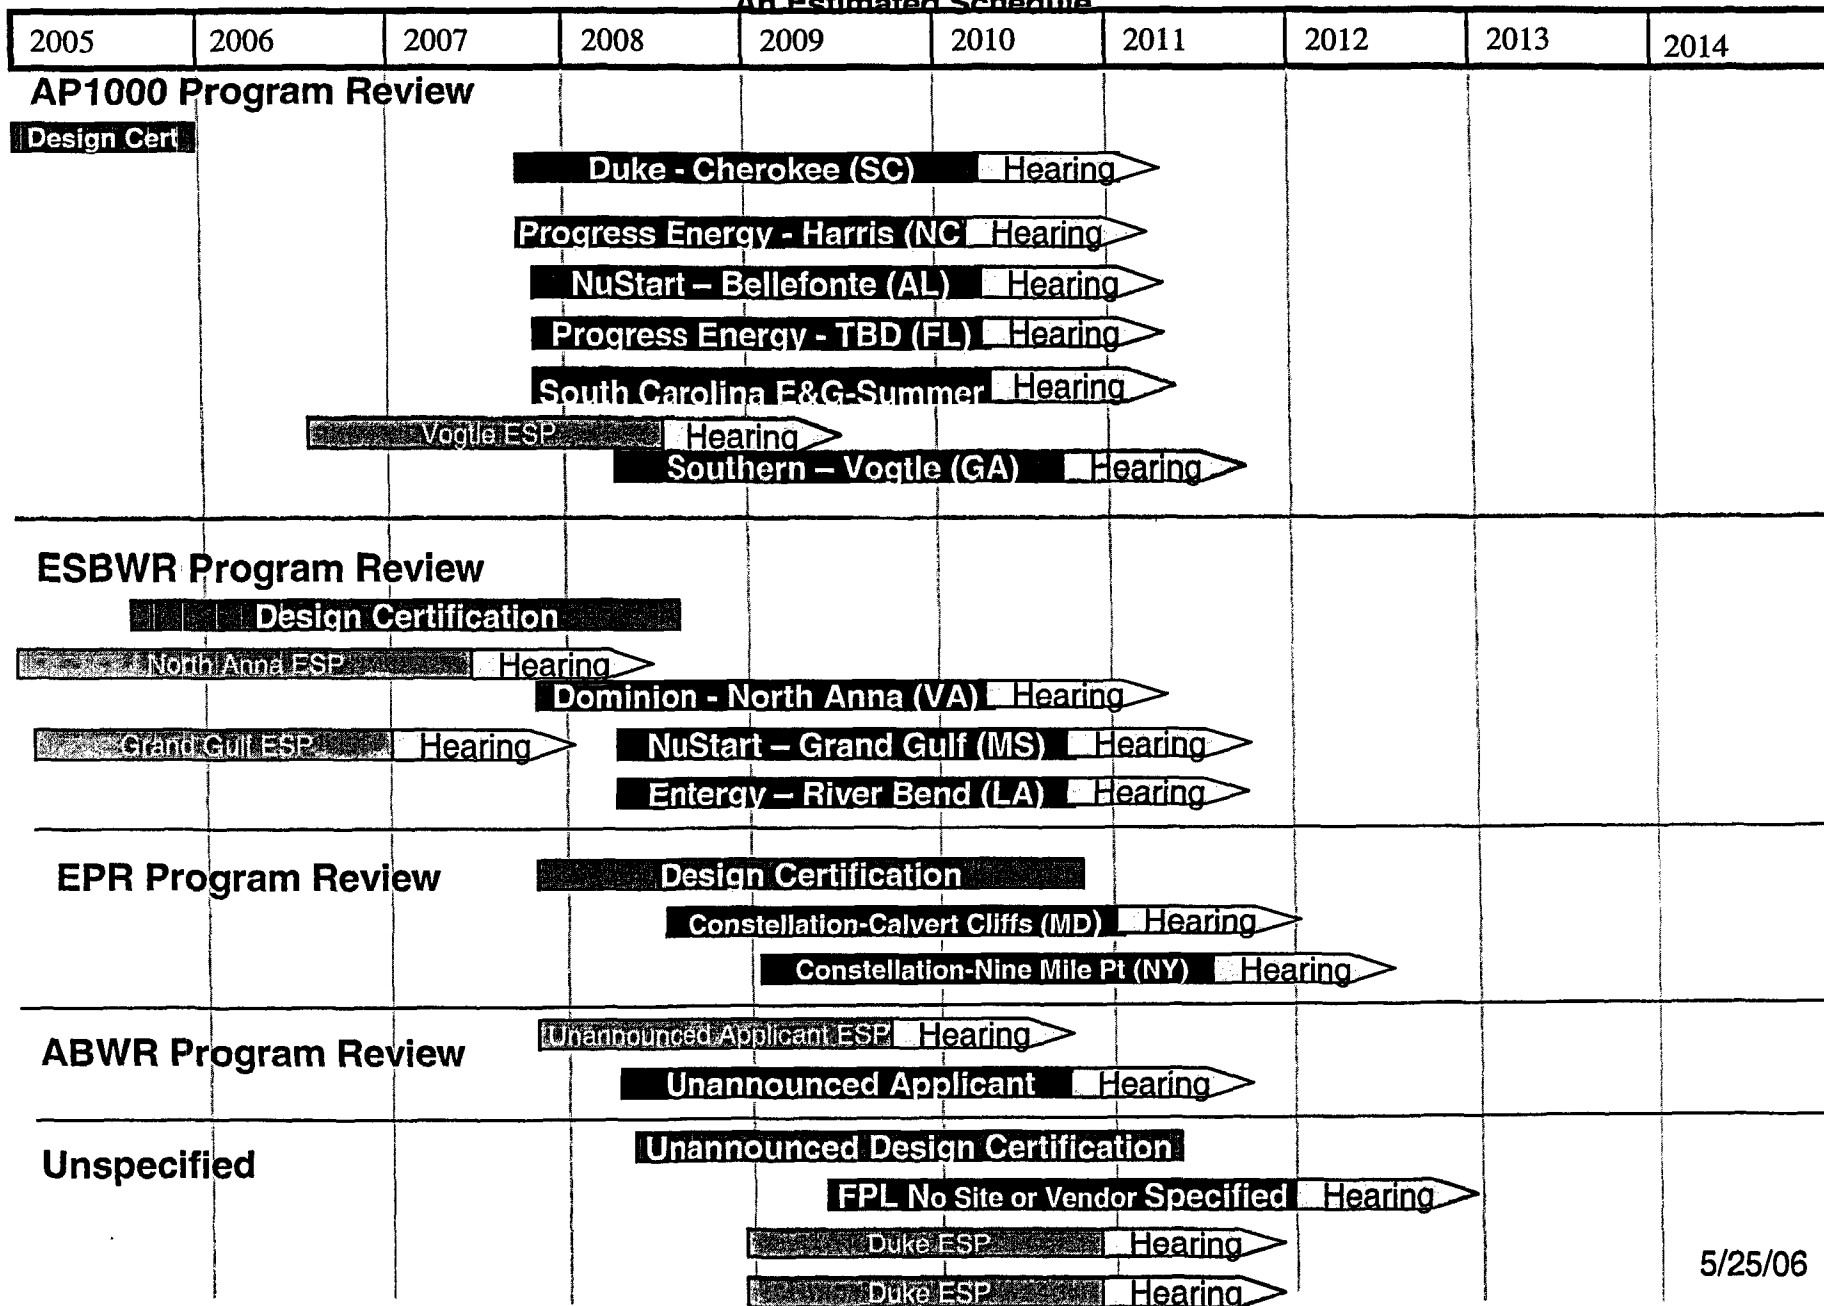 An Estimated Schedule
2005 2006 2007 2008 2009 2010 2011 2012 2013 2014
AP1000 Program Review
Design Cert
Duke - Cherokee (SC) Hearing
Progress Energy - Harris (NC Hearing
NuStart – Bellefonte (AL) Hearing
Progress Energy - TBD (FL) Hearing
South Carolina E&G-Summer Hearing
Vogtle ESP Hearing
Southern – Vogtle (GA) Hearing
ESBWR Program Review
Design Certification
North Anna ESP Hearing
Dominion - North Anna (VA) Hearing
Grand Gulf ESP Hearing NuStart – Grand Gulf (MS) Hearing
Entergy – River Bend (LA) Hearing
EPR Program Review Design Certification
Constellation-Calvert Cliffs (MD) Hearing
Constellation-Nine Mile Pt (NY) Hearing
Unannounced Applicant ESP Hearing
ABWR Program Review
Unannounced Applicant Hearing
Unannounced Design Certification
Unspecified
FPL No Site or Vendor Specified Hearing
Duke ESP Hearing
5/25/06
Duke ESP Hearing